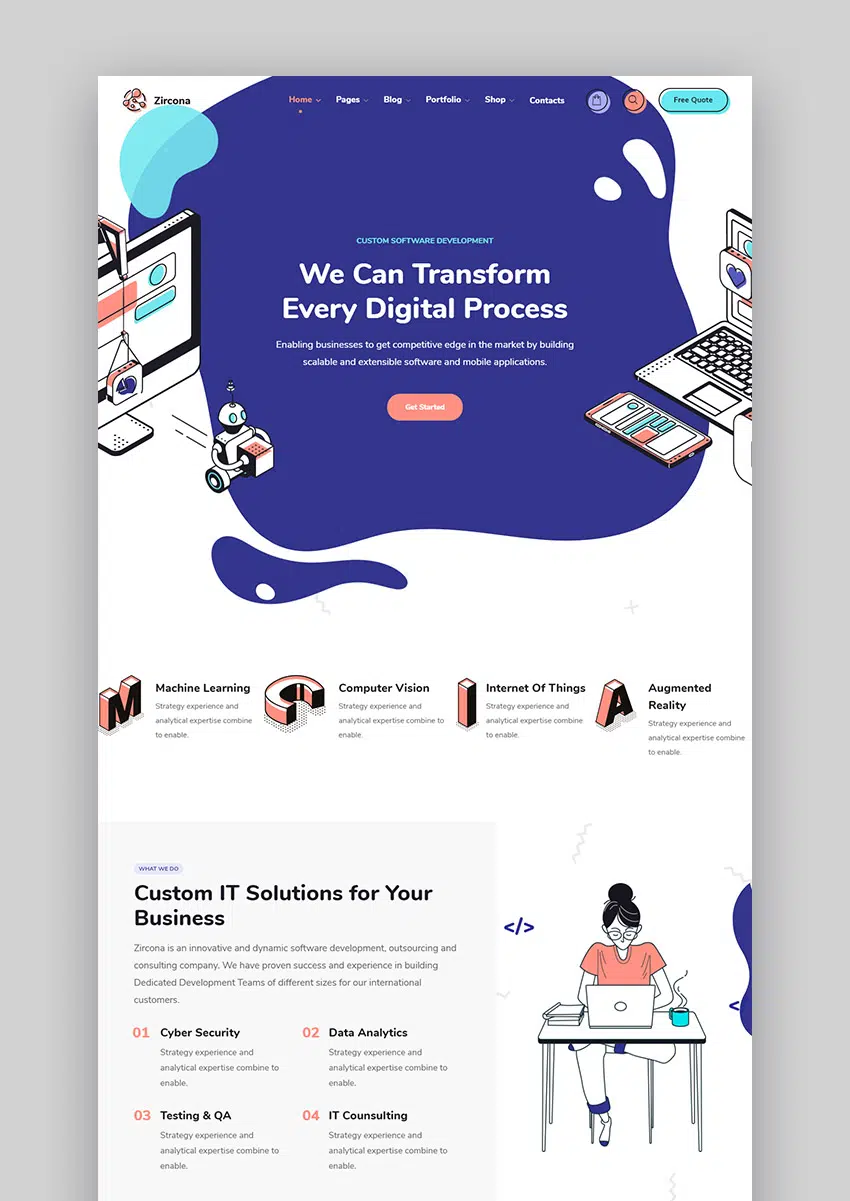 Zircona
Home
Pages
Blog
Portfolio
Shop
Contacts
Free Quote
CUSTOM SOFTWARE DEVELOPMENT
We Can Transform
Every Digital Process
Enabling businesses to get competitive edge in the market by building
scalable and extensible software and mobile applications.
Get Started
M
Machine Learning
Strategy experience and
analytical expertise combine
to enable.
C
Computer Vision
Strategy experience and
analytical expertise combine to
enable.
I
Internet Of Things
Strategy experience and
analytical expertise combine
to enable.
A
Augmented
Reality
Strategy experience and
analytical expertise combine
to enable.
WHAT WE DO
Custom IT Solutions for Your
Business
Zircona is an innovative and dynamic software development, outsourcing and
consulting company. We have proven success and experience in building
Dedicated Development Teams of different sizes for our international
customers.
01 Cyber Security
Strategy experience and
analytical expertise combine to
enable.
02 Data Analytics
Strategy experience and
analytical expertise combine to
enable.
03 Testing & QA
Strategy experience and
analytical expertise combine to
enable.
04 IT Counsulting
Strategy experience and
analytical expertise combine to
enable.
</>
<